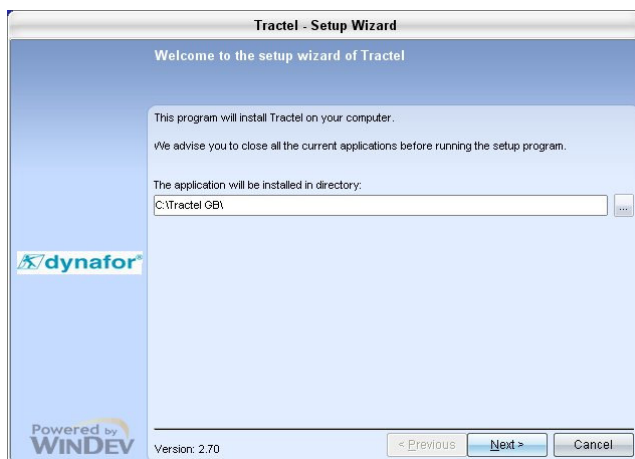 Tractel - Setup Wizard
Welcome to the setup wizard of Tractel
This program will install Tractel on your computer.
We advise you to close all the current applications before running the setup program.
The application will be installed in directory:
C:\Tractel GB\
...
dynafor®
Powered by
WINDEV
Version: 2.70
< Previous
Next >
Cancel